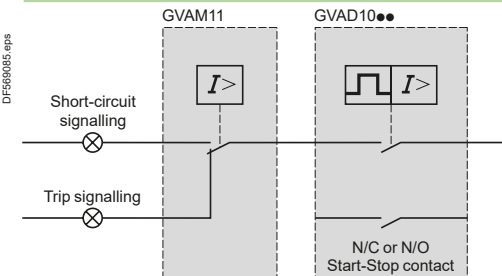 GVAM11
GVAD10●●
DF569085.eps
I>
I>
Short-circuit
signalling
Trip signalling
N/C or N/O
Start-Stop contact